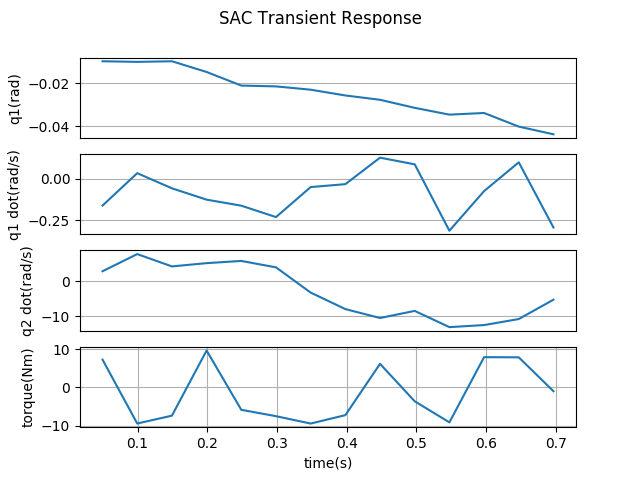 SAC Transient Response
q1(rad)
−0.02
−0.04
q1 dot(rad/s)
0.00
−0.25
q2 dot(rad/s)
0
−10
torque(Nm)
10
0
−10
0.1 0.2 0.3 0.4 0.5 0.6 0.7
time(s)